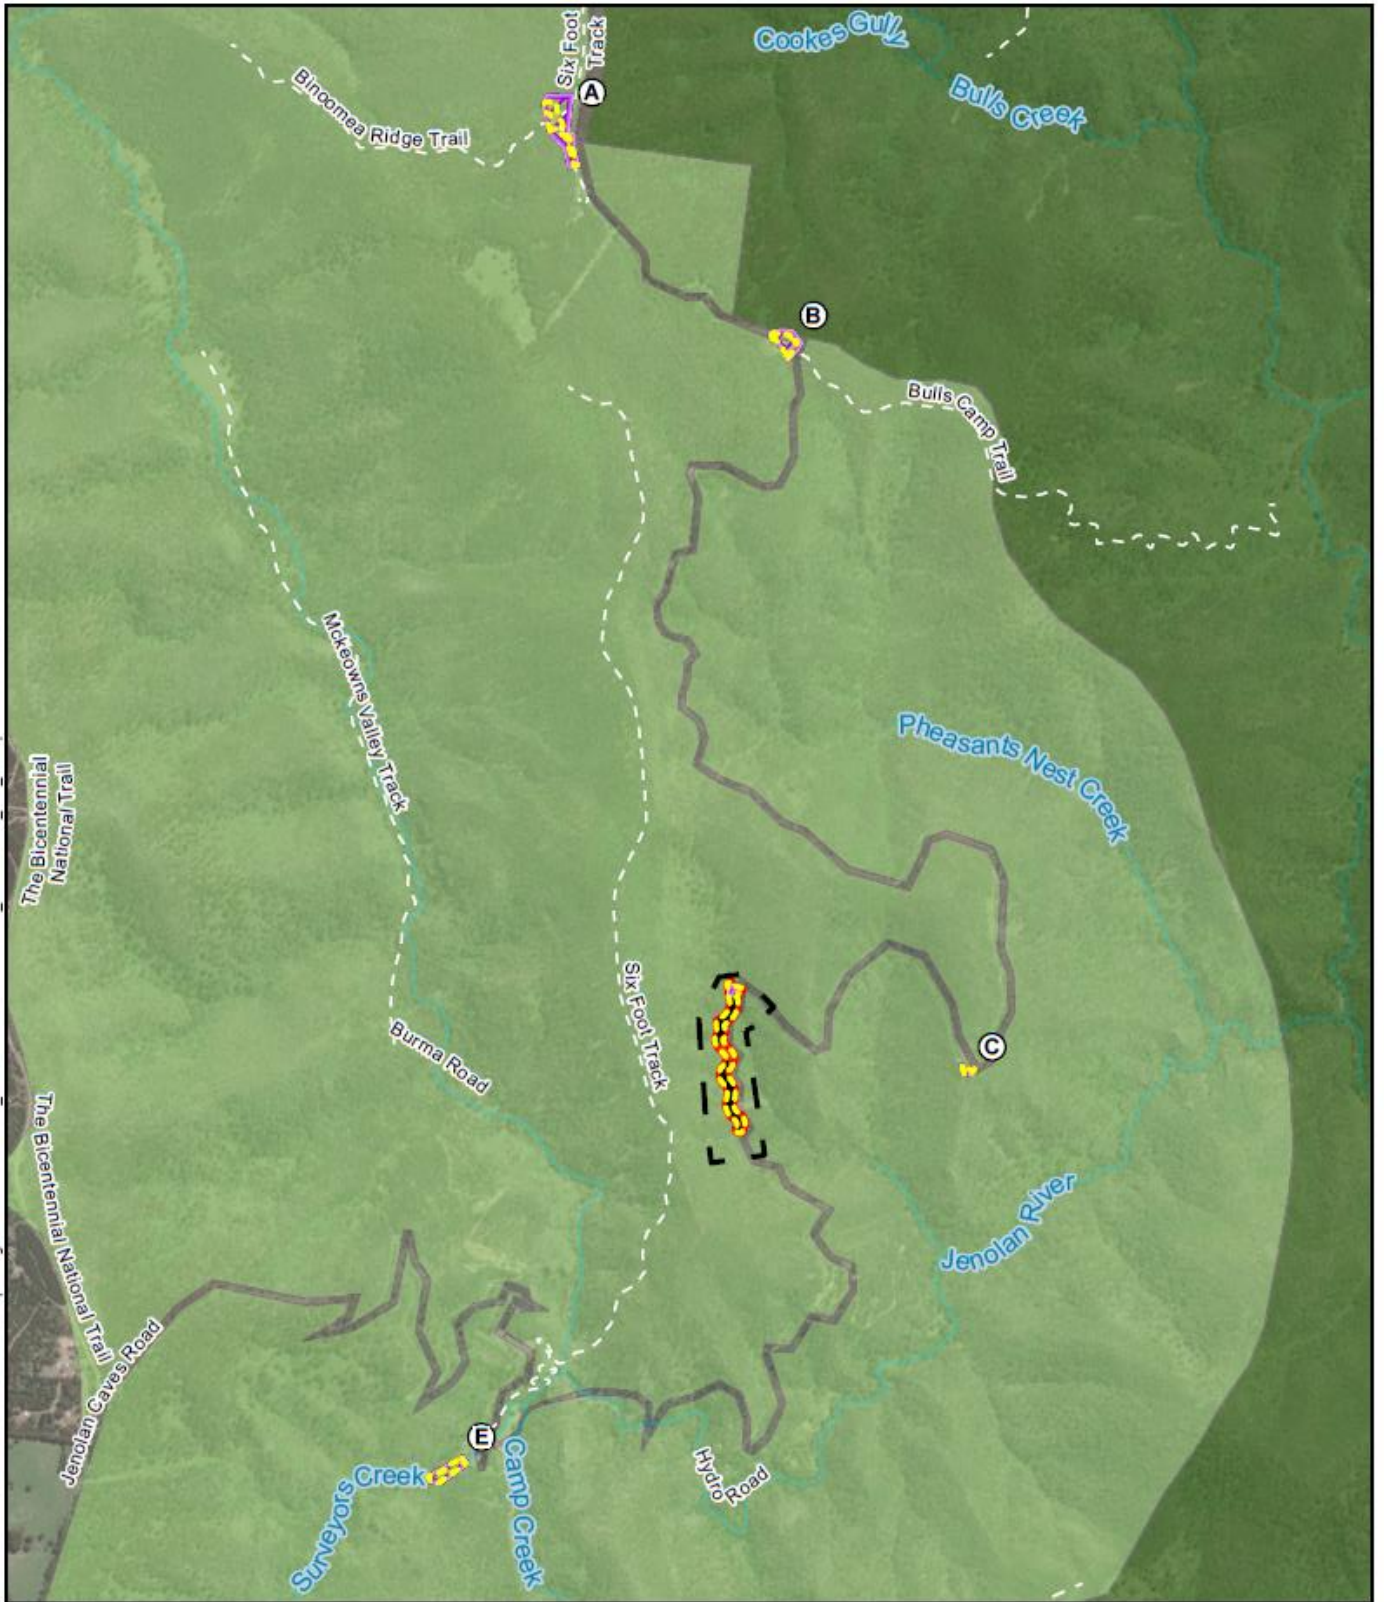 Six Foot
Track
Cookes Gully
Bulls Creek
Binoomea Ridge Trail
A
B
Bulls Camp Trail
Mckeowns Valley Track
Pheasants Nest Creek
The Bicentennial
National Trail
Six Foot Track
Burma Road
C
The Bicentennial National Trail
Jenolan River
Jenolan Caves Road
E
Surveyors Creek
Camp Creek
Hydro
Road